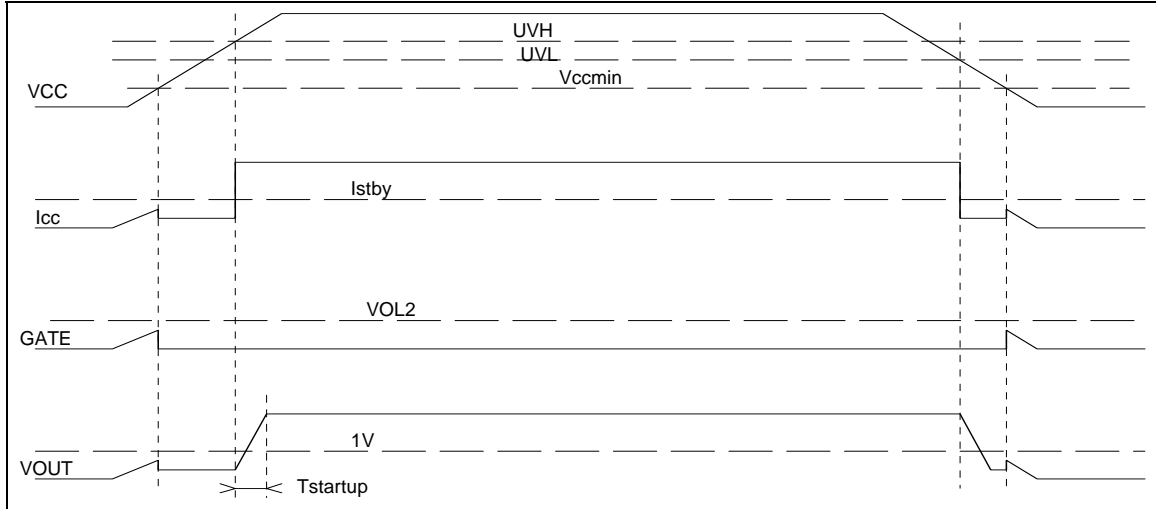 UVH
UVL
Vccmin
VCC
Istby
Icc
VOL2
GATE
1V
VOUT
Tstartup